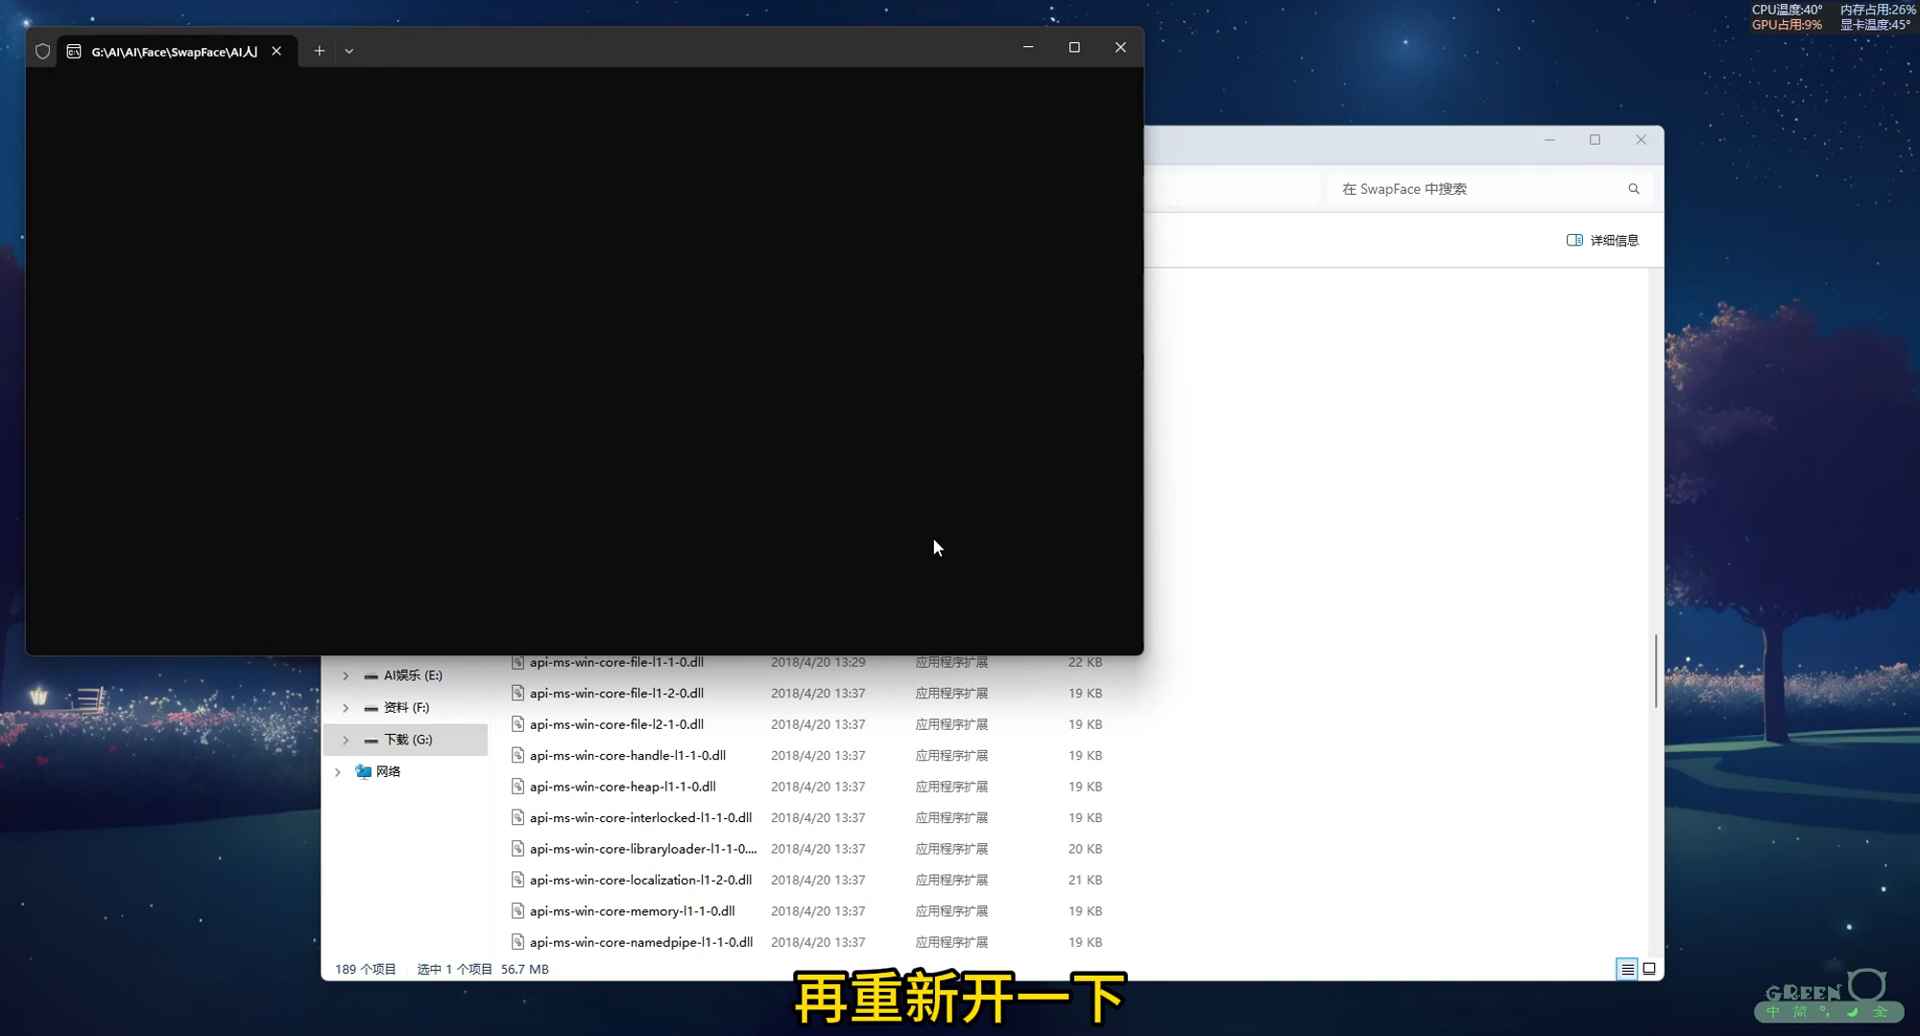 CPU温度:40° 内存占用:26%
GPU占用:9% 显卡温度:45°
G:\AI\AI\Face\SwapFace\AI人
在 SwapFace 中搜索
详细信息
AI娱乐 (E:)
资料 (F:)
下载 (G:)
网络
api-ms-win-core-file-l1-1-0.dll 2018/4/20 13:29 应用程序扩展 22 KB
api-ms-win-core-file-l1-2-0.dll 2018/4/20 13:37 应用程序扩展 19 KB
api-ms-win-core-file-l2-1-0.dll 2018/4/20 13:37 应用程序扩展 19 KB
api-ms-win-core-handle-l1-1-0.dll 2018/4/20 13:37 应用程序扩展 19 KB
api-ms-win-core-heap-l1-1-0.dll 2018/4/20 13:37 应用程序扩展 19 KB
api-ms-win-core-interlocked-l1-1-0.dll 2018/4/20 13:37 应用程序扩展 19 KB
api-ms-win-core-libraryloader-l1-1-0.... 2018/4/20 13:37 应用程序扩展 20 KB
api-ms-win-core-localization-l1-2-0.dll 2018/4/20 13:37 应用程序扩展 21 KB
api-ms-win-core-memory-l1-1-0.dll 2018/4/20 13:37 应用程序扩展 19 KB
api-ms-win-core-namedpipe-l1-1-0.dll 2018/4/20 13:37 应用程序扩展 19 KB
189 个项目 选中 1 个项目 56.7 MB
再重新开一下
GREEN
中 简 °, 全